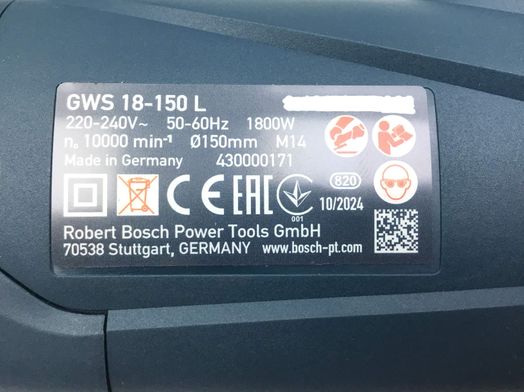 GWS 18-150 L
220-240V~ 50-60Hz 1800W
n₀ 10000 min⁻¹ Ø150mm M14
Made in Germany 430000171
CE EAC 001 820 10/2024
Robert Bosch Power Tools GmbH
70538 Stuttgart, GERMANY www.bosch-pt.com